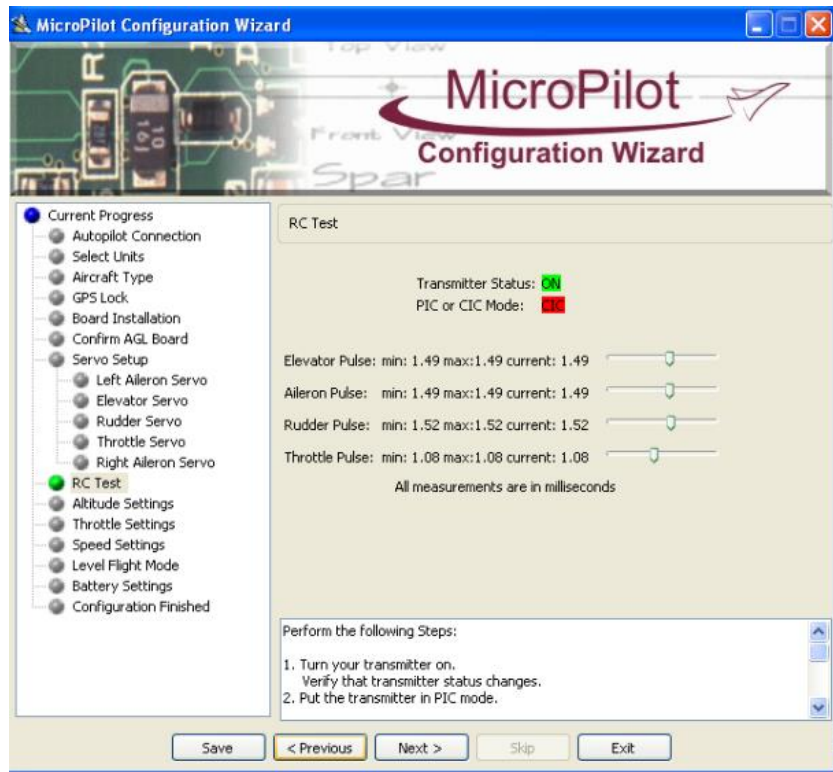 MicroPilot Configuration Wizard
Top View
MicroPilot
Front View
Configuration Wizard
Spar
Current Progress
Autopilot Connection
Select Units
Aircraft Type
GPS Lock
Board Installation
Confirm AGL Board
Servo Setup
Left Aileron Servo
Elevator Servo
Rudder Servo
Throttle Servo
Right Aileron Servo
RC Test
Altitude Settings
Throttle Settings
Speed Settings
Level Flight Mode
Battery Settings
Configuration Finished
RC Test
Transmitter Status: ON
PIC or CIC Mode: CIC
Elevator Pulse: min: 1.49 max:1.49 current: 1.49
Aileron Pulse: min: 1.49 max:1.49 current: 1.49
Rudder Pulse: min: 1.52 max:1.52 current: 1.52
Throttle Pulse: min: 1.08 max:1.08 current: 1.08
All measurements are in milliseconds
Perform the following Steps:
1. Turn your transmitter on.
Verify that transmitter status changes.
2. Put the transmitter in PIC mode.
Save < Previous Next > Skip Exit